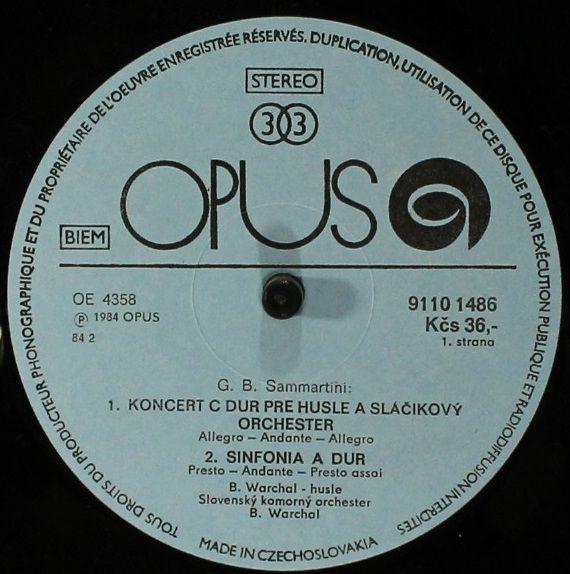 TOUS DROITS DU PRODUCTEUR PHONOGRAPHIQUE ET DU PROPRIÉTAIRE DE L'OEUVRE ENREGISTRÉE RÉSERVÉS. DUPLICATION, UTILISATION DE CE DISQUE POUR EXÉCUTION PUBLIQUE ET RADIODIFFUSION INTERDITES
STEREO
33
OPUS
BIEM
OE 4358
Ⓟ 1984 OPUS
84 2
9110 1486
Kčs 36,-
1. strana
G. B. Sammartini:
1. KONCERT C DUR PRE HUSLE A SLÁČIKOVÝ
ORCHESTER
Allegro – Andante – Allegro
2. SINFONIA A DUR
Presto – Andante – Presto assai
B. Warchal - husle
Slovenský komorný orchester
B. Warchal
MADE IN CZECHOSLOVAKIA